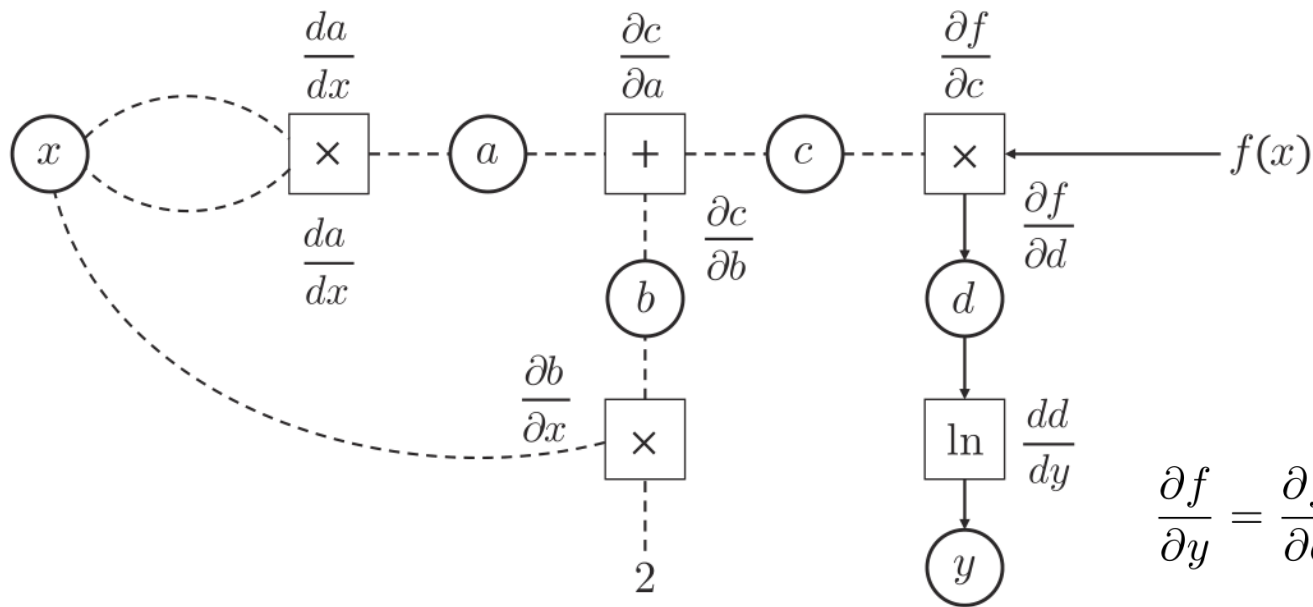 da/dx ∂c/∂a ∂f/∂c
x × a + c × f(x)
da/dx ∂c/∂b ∂f/∂d
b d
∂b/∂x × ln dd/dy
∂f/∂y = ∂
2 y